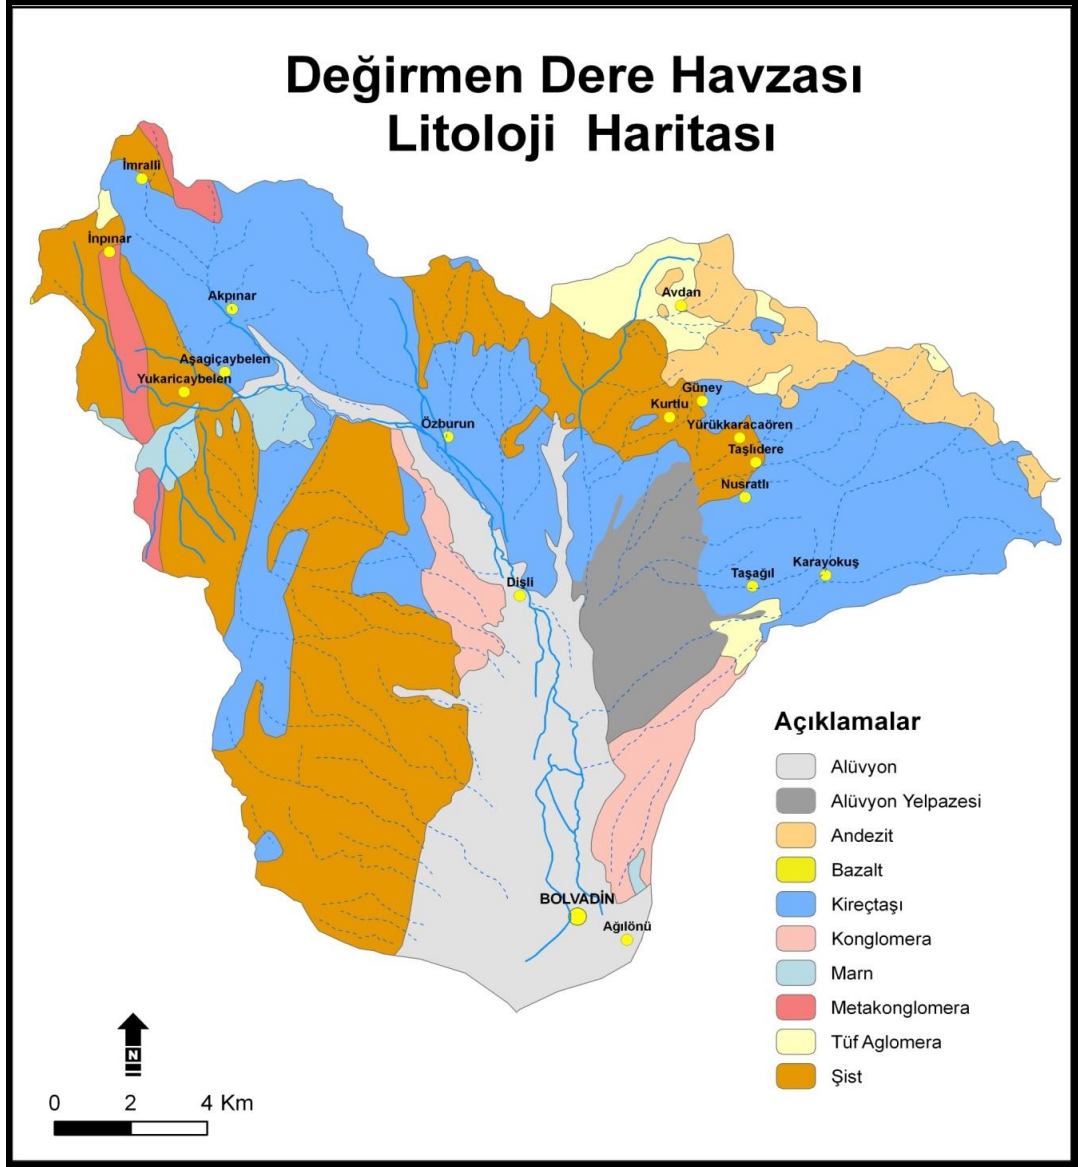 Değirmen Dere Havzası
Litoloji Haritası
İmralli
İnpınar
Akpınar
Avdan
Aşagiçaybelen
Yukaricaybelen
Güney
Kurtlu
Özburun
Yürükkaracaören
Taşlıdere
Nusratlı
Dişli
Taşağıl
Karayokuş
BOLVADİN
Ağılönü
Açıklamalar
Alüvyon
Alüvyon Yelpazesi
Andezit
Bazalt
Kireçtaşı
Konglomera
Marn
Metakonglomera
Tüf Aglomera
Şist
N
0 2 4 Km